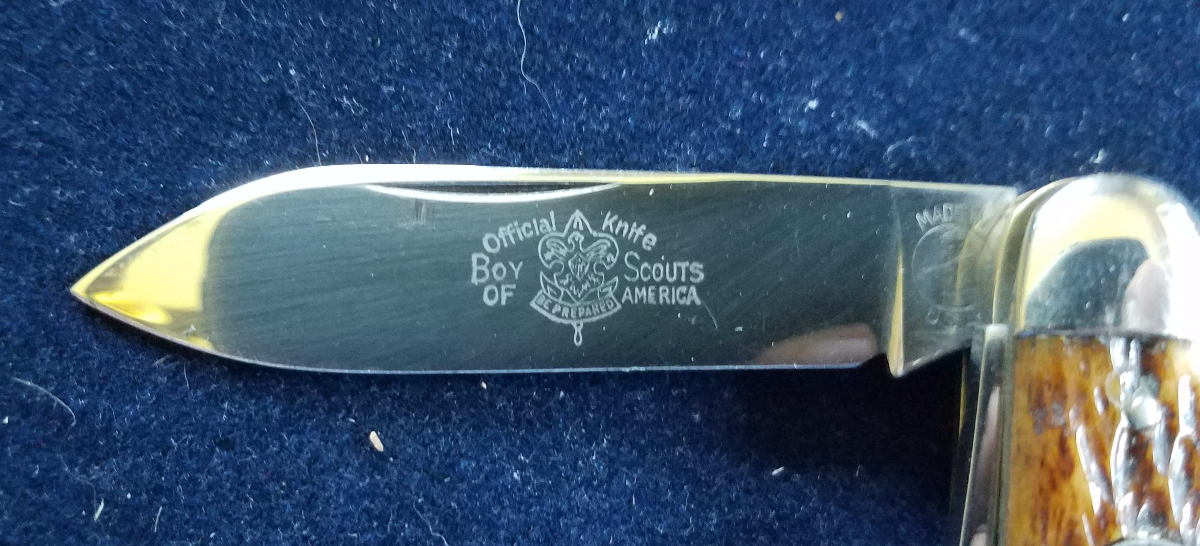 Official Knife
BOY SCOUTS
OF AMERICA
BE PREPARED
MADE